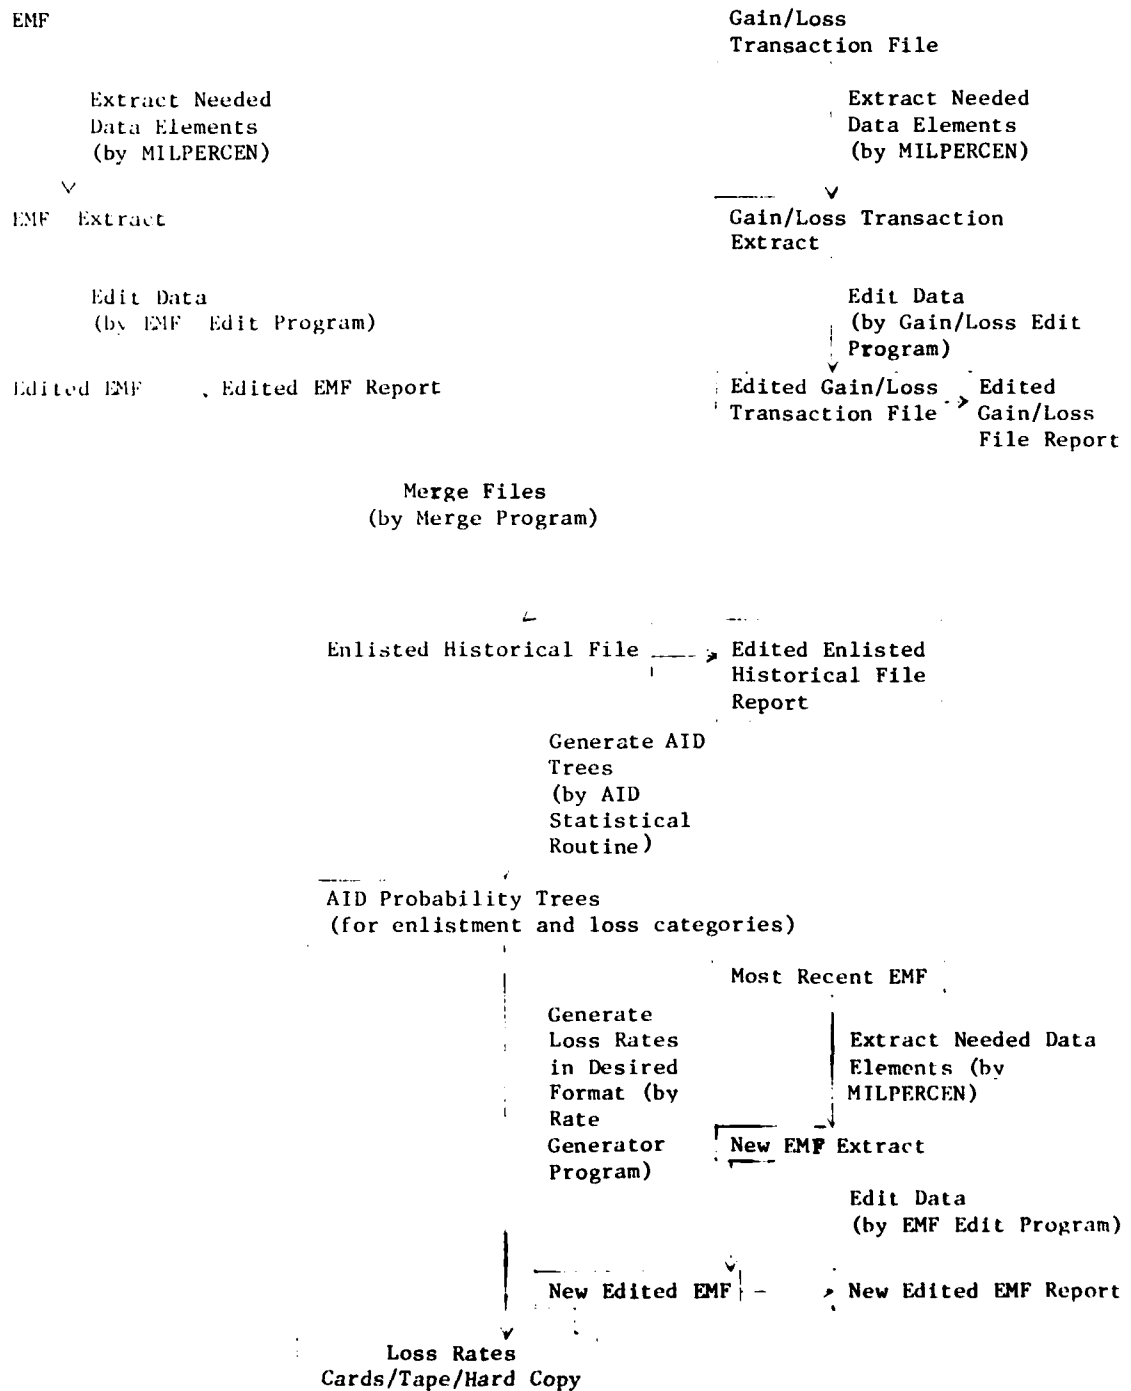 EMF
Gain/Loss
Transaction File
Extract Needed
Data Elements
(by MILPERCEN)
Extract Needed
Data Elements
(by MILPERCEN)
EMF Extract
Gain/Loss Transaction
Extract
Edit Data
(by EMF Edit Program)
Edit Data
(by Gain/Loss Edit
Program)
Edited EMF
Edited EMF Report
Edited Gain/Loss
Transaction File
Edited
Gain/Loss
File Report
Merge Files
(by Merge Program)
Enlisted Historical File
Edited Enlisted
Historical File
Report
Generate AID
Trees
(by AID
Statistical
Routine)
AID Probability Trees
(for enlistment and loss categories)
Most Recent EMF
Generate
Loss Rates
in Desired
Format (by
Rate
Generator
Program)
Extract Needed Data
Elements (by
MILPERCEN)
New EMF Extract
Edit Data
(by EMF Edit Program)
New Edited EMF
New Edited EMF Report
Loss Rates
Cards/Tape/Hard Copy